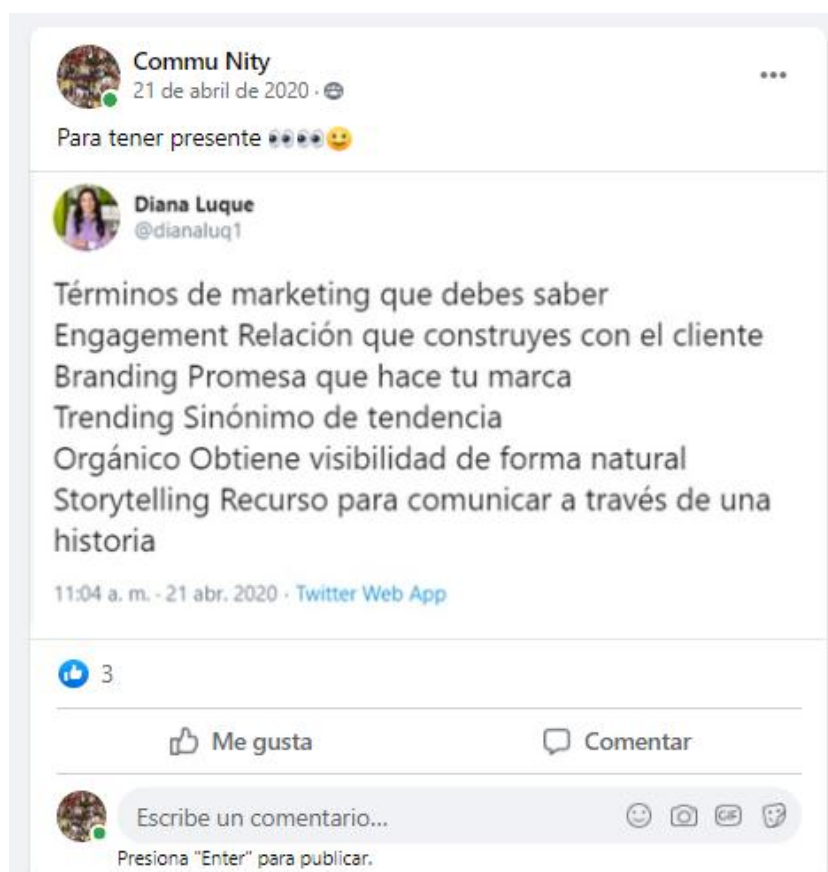 Commu Nity
21 de abril de 2020 ·
Para tener presente 👀👀🙂
Diana Luque
@dianaluq1
Términos de marketing que debes saber
Engagement Relación que construyes con el cliente
Branding Promesa que hace tu marca
Trending Sinónimo de tendencia
Orgánico Obtiene visibilidad de forma natural
Storytelling Recurso para comunicar a través de una
historia
11:04 a. m. · 21 abr. 2020 · Twitter Web App
3
Me gusta
Comentar
Escribe un comentario...
GIF
Presiona "Enter" para publicar.